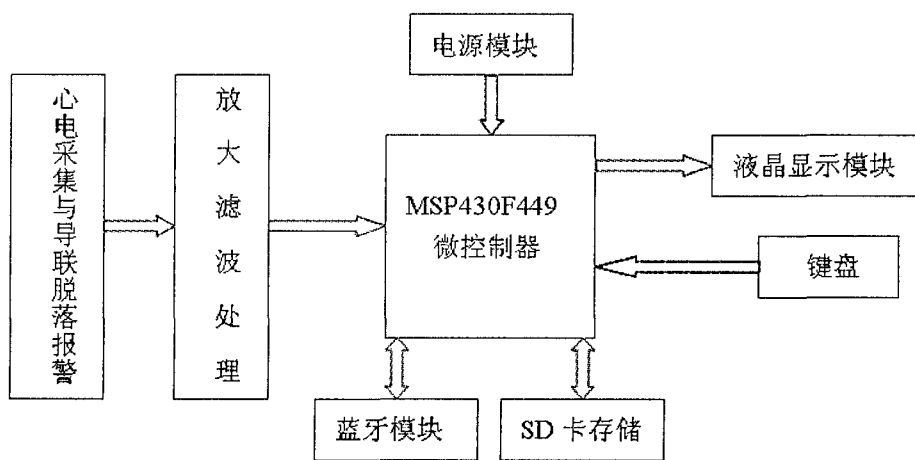 电源模块
心电采集与导联脱落报警
放大滤波处理
MSP430F449
微控制器
液晶显示模块
键盘
蓝牙模块
SD 卡存储